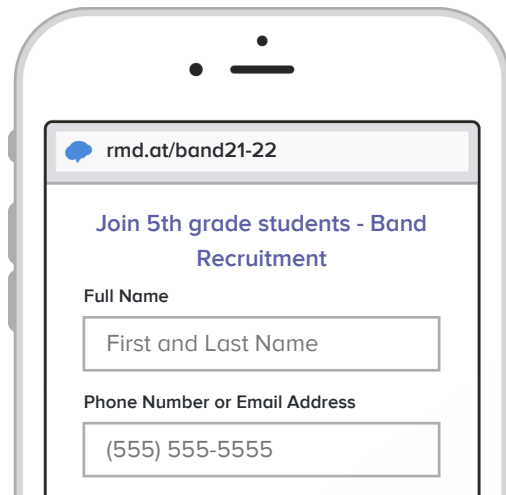 rmd.at/band21-22
Join 5th grade students - Band
Recruitment
Full Name
First and Last Name
Phone Number or Email Address
(555) 555-5555